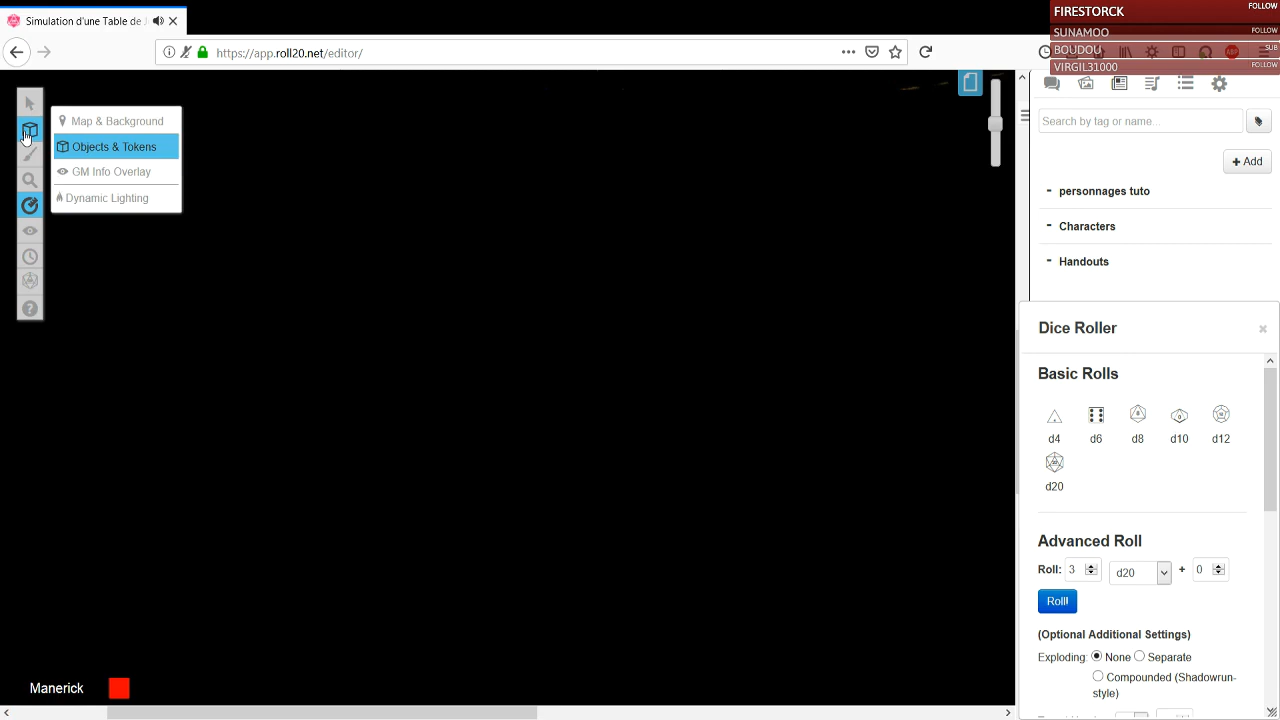 Simulation d'une Table de J
https://app.roll20.net/editor/
FIRESTORCK FOLLOW
SUNAMOO FOLLOW
BOUDOU SUB
VIRGIL31000 FOLLOW
Map & Background
Objects & Tokens
GM Info Overlay
Dynamic Lighting
Search by tag or name...
+ Add
- personnages tuto
- Characters
- Handouts
Dice Roller
Basic Rolls
d4 d6 d8 d10 d12
d20
Advanced Roll
Roll: 3 d20 + 0
Roll!
(Optional Additional Settings)
Exploding: None Separate
Compounded (Shadowrun-
style)
Manerick